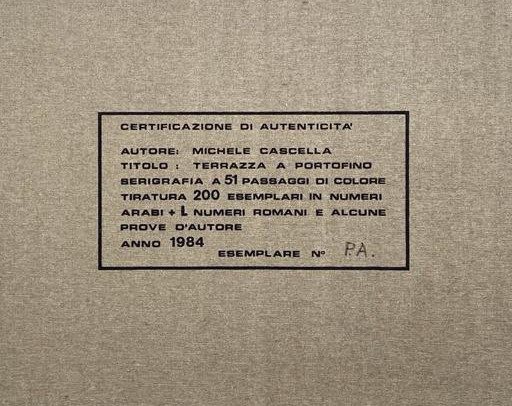 CERTIFICAZIONE DI AUTENTICITA'
AUTORE: MICHELE CASCELLA
TITOLO : TERRAZZA A PORTOFINO
SERIGRAFIA A 51 PASSAGGI DI COLORE
TIRATURA 200 ESEMPLARI IN NUMERI
ARABI + L NUMERI ROMANI E ALCUNE
PROVE D'AUTORE
ANNO 1984
ESEMPLARE N° P.A.